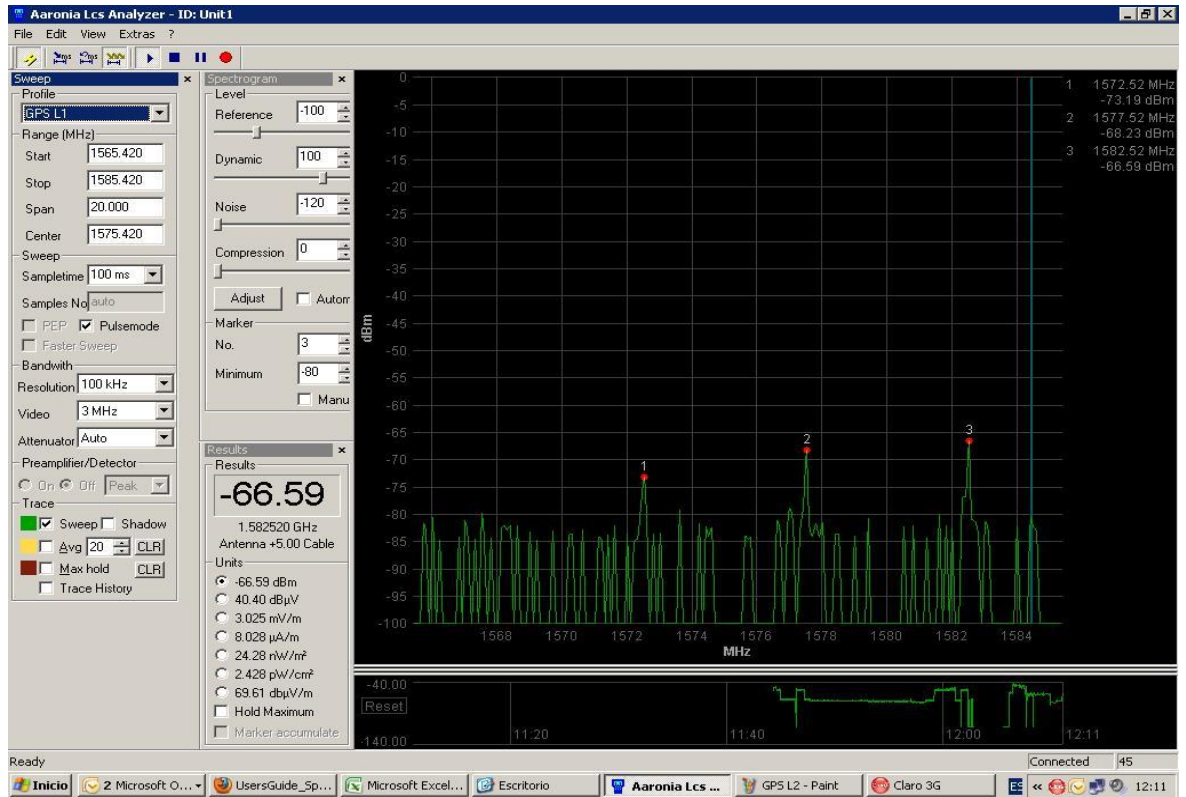 Aaronia Lcs Analyzer - ID: Unit1
File Edit View Extras ?
Sweep
Profile
GPS L1
Range (MHz)
Start 1565.420
Stop 1585.420
Span 20.000
Center 1575.420
Sweep
Sampletime 100 ms
Samples No auto
PEP Pulsemode
Faster Sweep
Bandwith
Resolution 100 kHz
Video 3 MHz
Attenuator Auto
Preamplifier/Detector
On Off Peak
Trace
Sweep Shadow
Avg 20 CLR
Max hold CLR
Trace History
Spectrogram
Level
Reference -100
Dynamic 100
Noise -120
Compression 0
Adjust Autom
Marker
No. 3
Minimum -80
Manu
Results
Results
-66.59
1.582520 GHz
Antenna +5.00 Cable
Units
-66.59 dBm
40.40 dBµV
3.025 mV/m
8.028 µA/m
24.28 nW/m²
2.428 pW/cm²
69.61 dbµV/m
Hold Maximum
Marker accumulate
0
-5
-10
-15
-20
-25
-30
-35
-40
-45
-50
-55
-60
-65
-70
-75
-80
-85
-90
-95
-100
dBm
1 1572.52 MHz
-73.19 dBm
2 1577.52 MHz
-68.23 dBm
3 1582.52 MHz
-66.59 dBm
1
2
3
1568 1570 1572 1574 1576 1578 1580 1582 1584
MHz
-40.00
Reset
-140.00
11:20 11:40 12:00 12:11
Ready
Connected 45
Inicio
2 Microsoft O...
UsersGuide_Sp...
Microsoft Excel...
Escritorio
Aaronia Lcs ...
GPS L2 - Paint
Claro 3G
ES « 12:11